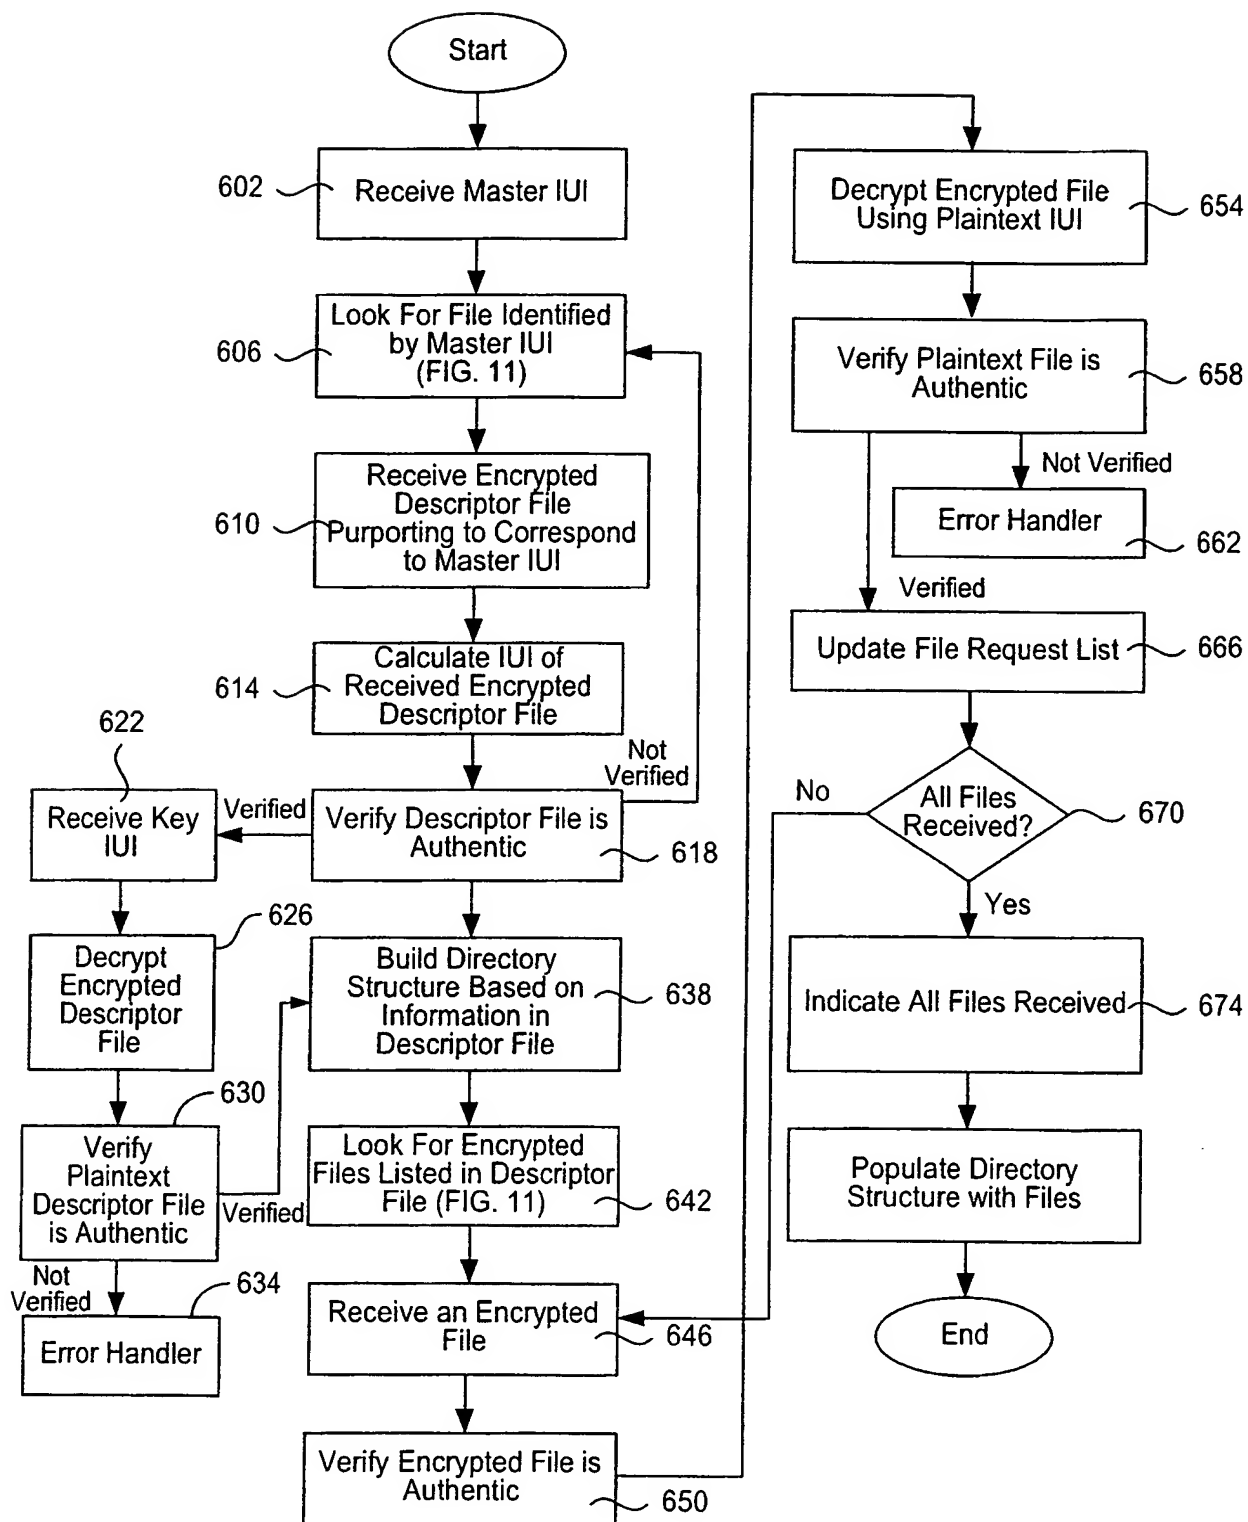 Start
602
Receive Master IUI
606
Look For File Identified
by Master IUI
(FIG. 11)
610
Receive Encrypted
Descriptor File
Purporting to Correspond
to Master IUI
614
Calculate IUI of
Received Encrypted
Descriptor File
622
Not
Verified
Receive Key
IUI
Verified
Verify Descriptor File is
Authentic
618
626
Decrypt
Encrypted
Descriptor
File
Build Directory
Structure Based on
Information in
Descriptor File
638
630
Verify
Plaintext
Descriptor File
is Authentic
Verified
Look For Encrypted
Files Listed in Descriptor
File (FIG. 11)
642
Not
Verified
634
Error Handler
Receive an Encrypted
File
646
Verify Encrypted File is
Authentic
650
Decrypt Encrypted File
Using Plaintext IUI
654
Verify Plaintext File is
Authentic
658
Not Verified
Error Handler
662
Verified
Update File Request List
666
No
All Files
Received?
670
Yes
Indicate All Files Received
674
Populate Directory
Structure with Files
End